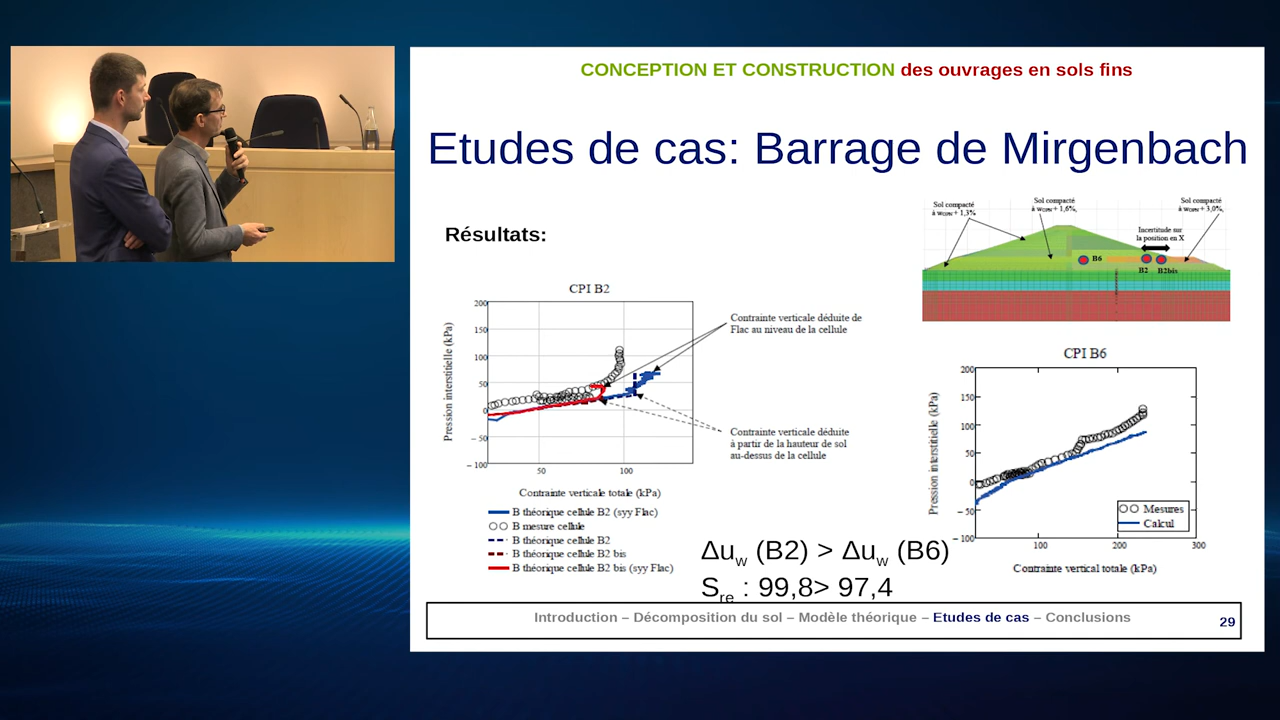 CONCEPTION ET CONSTRUCTION des ouvrages en sols fins
Etudes de cas: Barrage de Mirgenbach
Résultats:
Sol compacté
à wOPN + 1,3%
Sol compacté
à wOPN + 1,6%,
Sol compacté
à wOPN + 3,0%,
Incertitude sur
la position en X
B6
B2
B2bis
CPI B2
Pression interstitielle (kPa)
200
150
100
50
0
– 50
– 100
50
100
Contrainte verticale totale (kPa)
Contrainte verticale déduite de
Flac au niveau de la cellule
Contrainte verticale déduite
à partir de la hauteur de sol
au-dessus de la cellule
B théorique cellule B2 (syy Flac)
B mesure cellule
B théorique cellule B2
B théorique cellule B2 bis
B théorique cellule B2 bis (syy Flac)
CPI B6
Pression interstitielle (kPa)
200
150
100
50
0
– 50
– 100
100
200
300
Mesures
Calcul
Contrainte vertical totale (kPa)
Δuw (B2) > Δuw (B6)
Sre : 99,8> 97,4
Introduction – Décomposition du sol – Modèle théorique – Etudes de cas – Conclusions
29